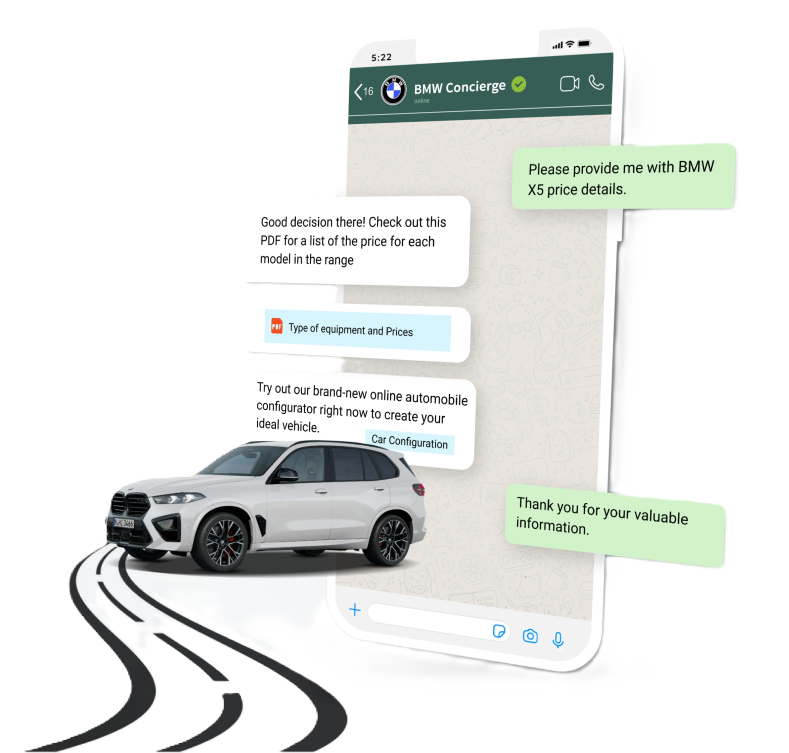 5:22
16
BMW Concierge
online
Please provide me with BMW
X5 price details.
Good decision there! Check out this
PDF for a list of the price for each
model in the range
PDF
Type of equipment and Prices
Try out our brand-new online automobile
configurator right now to create your
ideal vehicle.
Car Configuration
Thank you for your valuable
information.